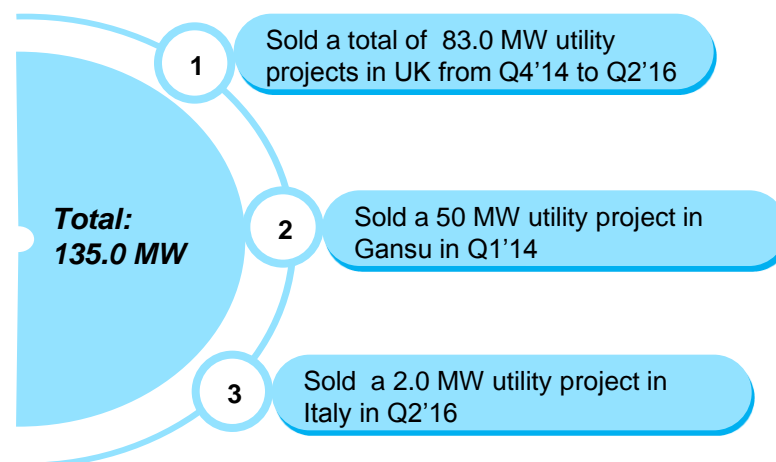 1
Sold a total of 83.0 MW utility
projects in UK from Q4’14 to Q2’16
Total:
135.0 MW
2
Sold a 50 MW utility project in
Gansu in Q1’14
3
Sold a 2.0 MW utility project in
Italy in Q2’16